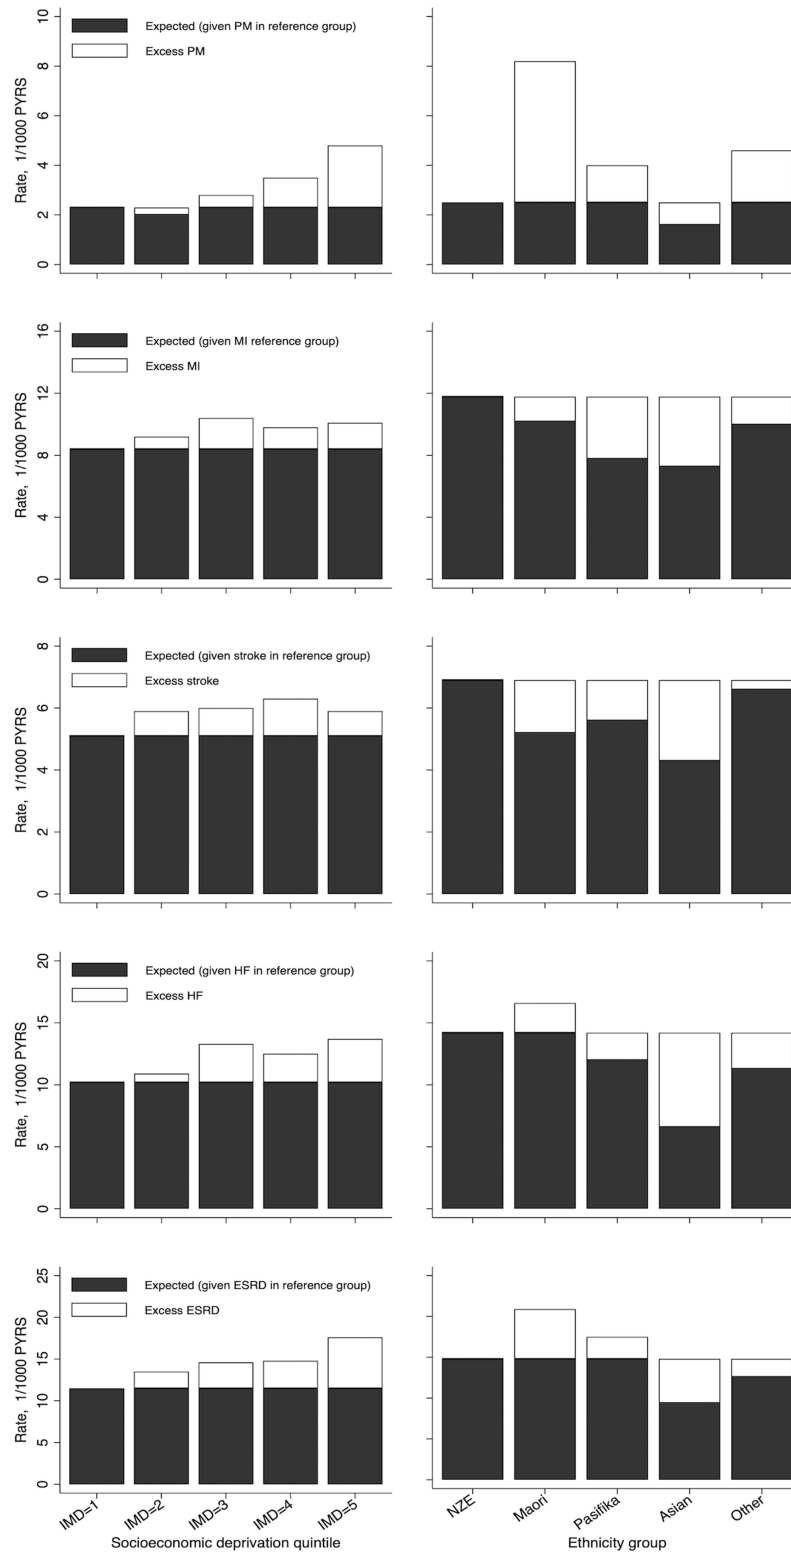 Expected (given PM in reference group)
Excess PM
Rate, 1/1000 PYRS
10
8
6
4
2
0
Expected (given MI reference group)
Excess MI
Rate, 1/1000 PYRS
16
12
8
4
0
Expected (given stroke in reference group)
Excess stroke
Rate, 1/1000 PYRS
8
6
4
2
0
Expected (given HF in reference group)
Excess HF
Rate, 1/1000 PYRS
20
15
10
5
0
Expected (given ESRD in reference group)
Excess ESRD
Rate, 1/1000 PYRS
25
20
15
10
5
0
IMD=1 IMD=2 IMD=3 IMD=4 IMD=5
Socioeconomic deprivation quintile
NZE Maori Pasifika Asian Other
Ethnicity group